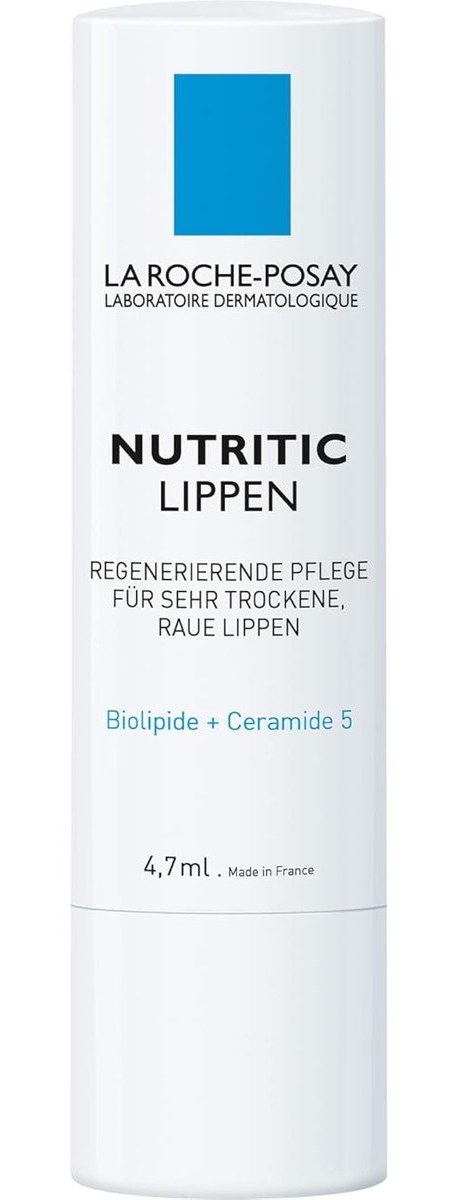 LA ROCHE-POSAY
LABORATOIRE DERMATOLOGIQUE
NUTRITIC
LIPPEN
REGENERIERENDE PFLEGE
FÜR SEHR TROCKENE,
RAUE LIPPEN
Biolipide + Ceramide 5
4,7ml . Made in France